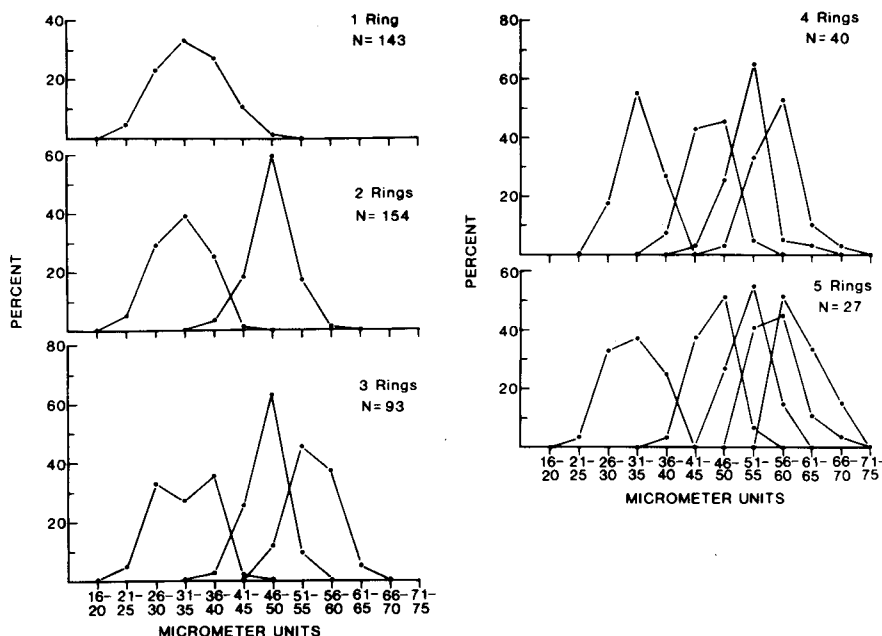 1 Ring
N= 143
40
20
2 Rings
N= 154
60
40
20
3 Rings
N= 93
80
60
40
20
PERCENT
16- 21- 26- 31- 36- 41- 46- 51- 56- 61- 66- 71-
20 25 30 35 40 45 50 55 60 65 70 75
MICROMETER UNITS
4 Rings
N= 40
80
60
40
20
5 Rings
N= 27
60
40
20
PERCENT
16- 21- 26- 31- 36- 41- 46- 51- 56- 61- 66- 71-
20 25 30 35 40 45 50 55 60 65 70 75
MICROMETER UNITS